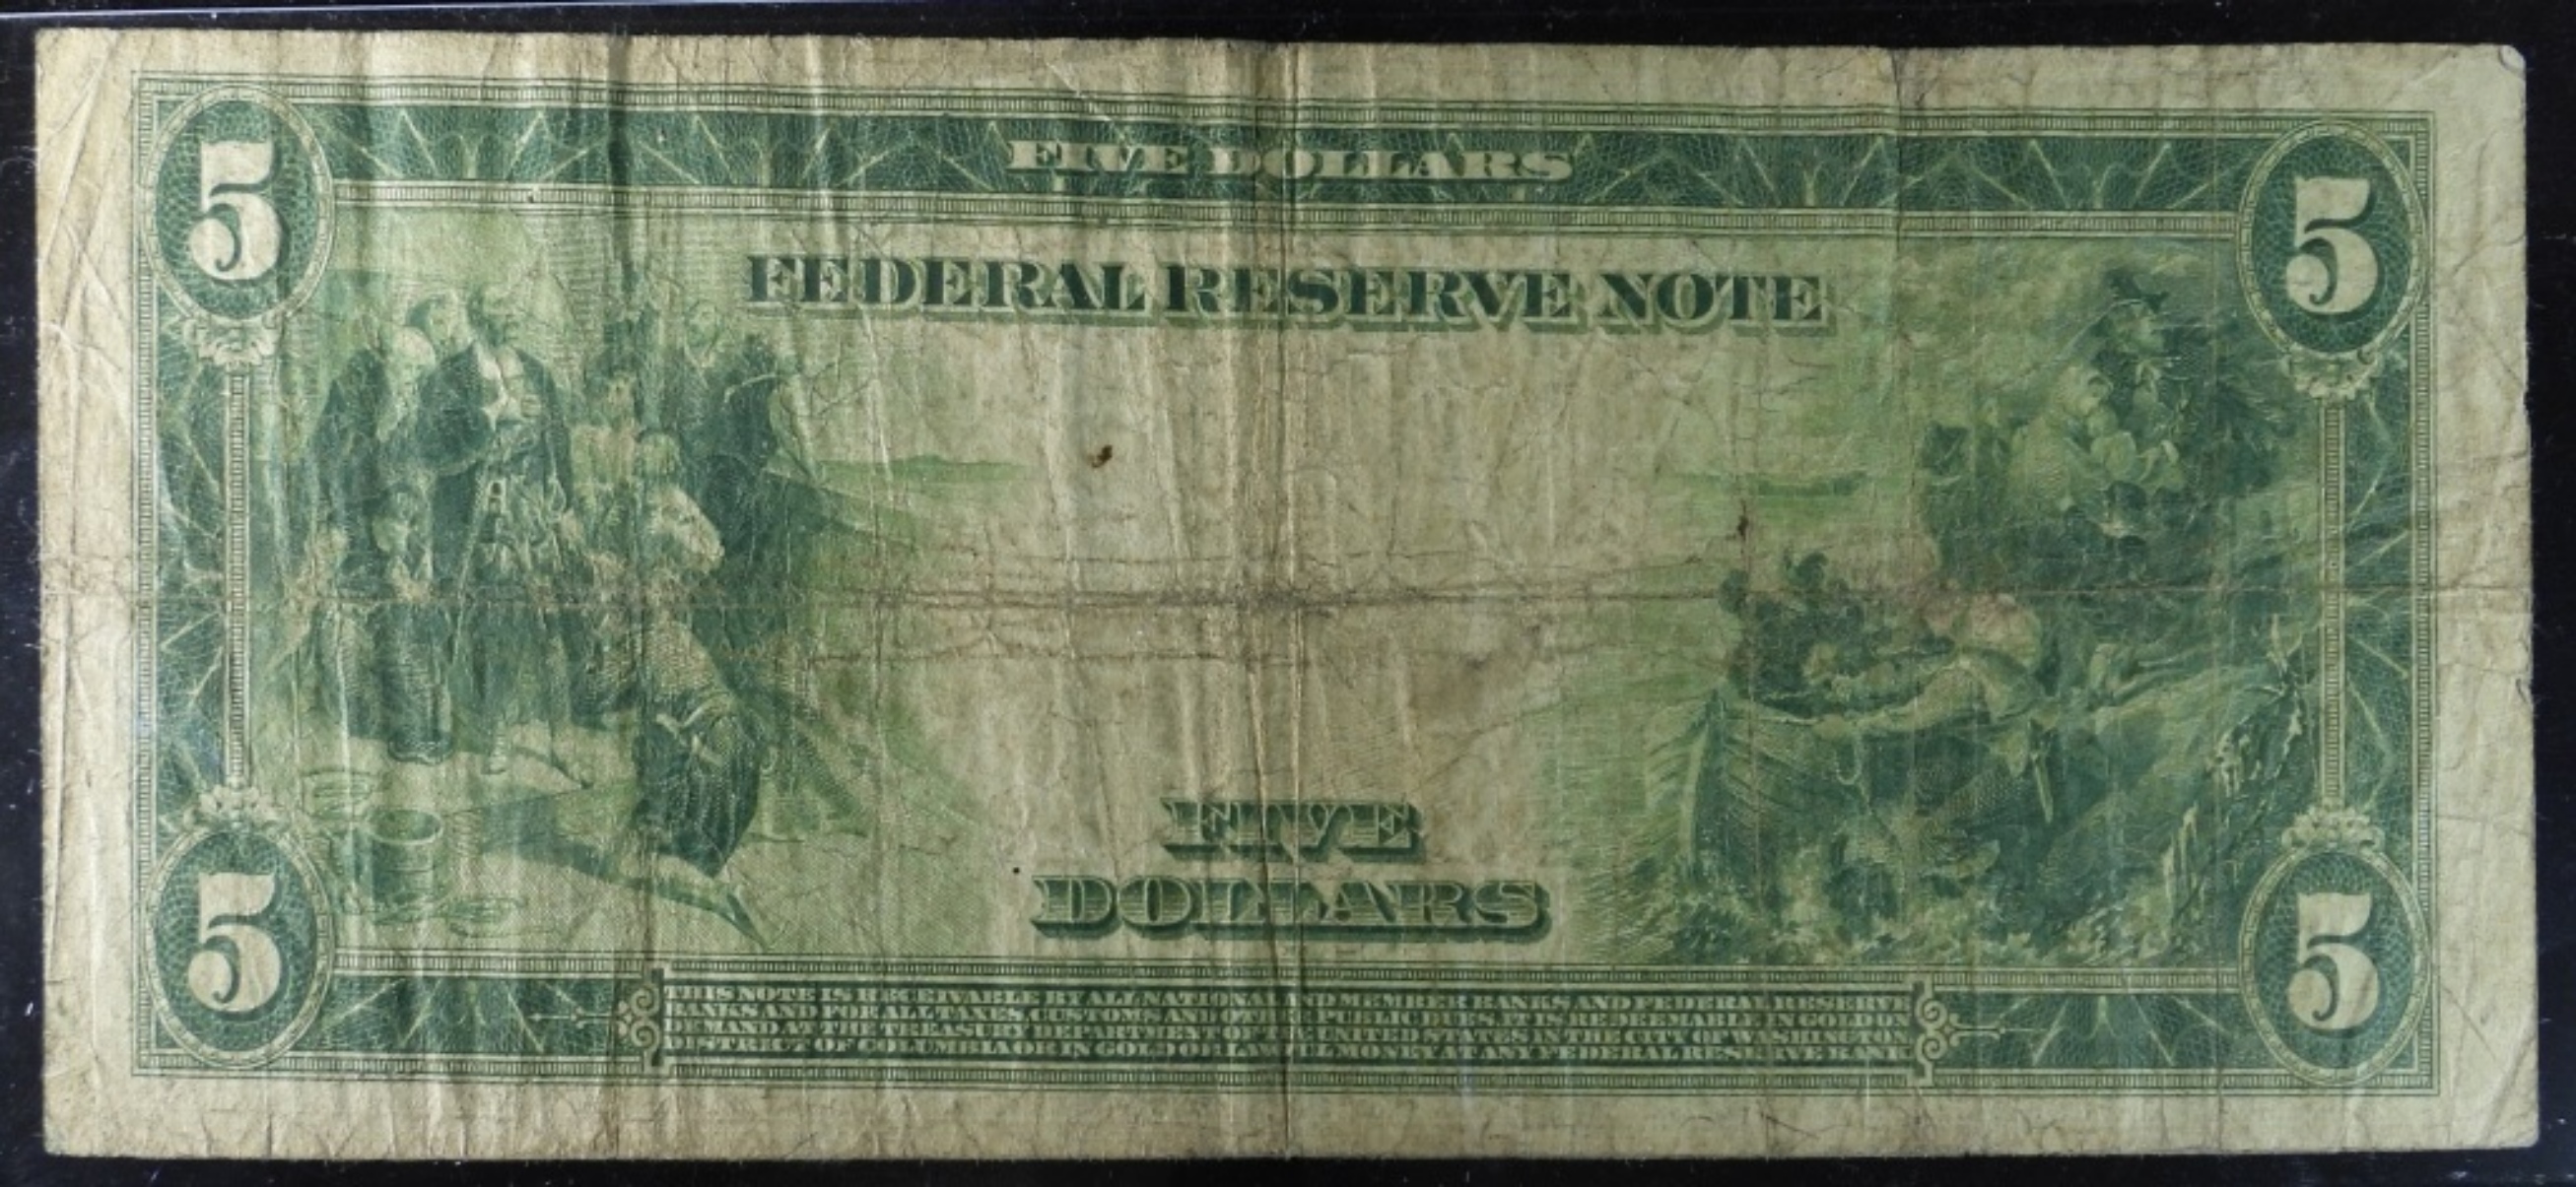 5 FIVE DOLLARS 5
FEDERAL RESERVE NOTE
FIVE
DOLLARS
5 5
THIS NOTE IS RECEIVABLE BY ALL NATIONAL AND MEMBER BANKS AND FEDERAL RESERVE
BANKS AND FOR ALL TAXES, CUSTOMS AND OTHER PUBLIC DUES. IT IS REDEEMABLE IN GOLD ON
DEMAND AT THE TREASURY DEPARTMENT OF THE UNITED STATES IN THE CITY OF WASHINGTON
DISTRICT OF COLUMBIA OR IN GOLD OR LAWFUL MONEY AT ANY FEDERAL RESERVE BANK